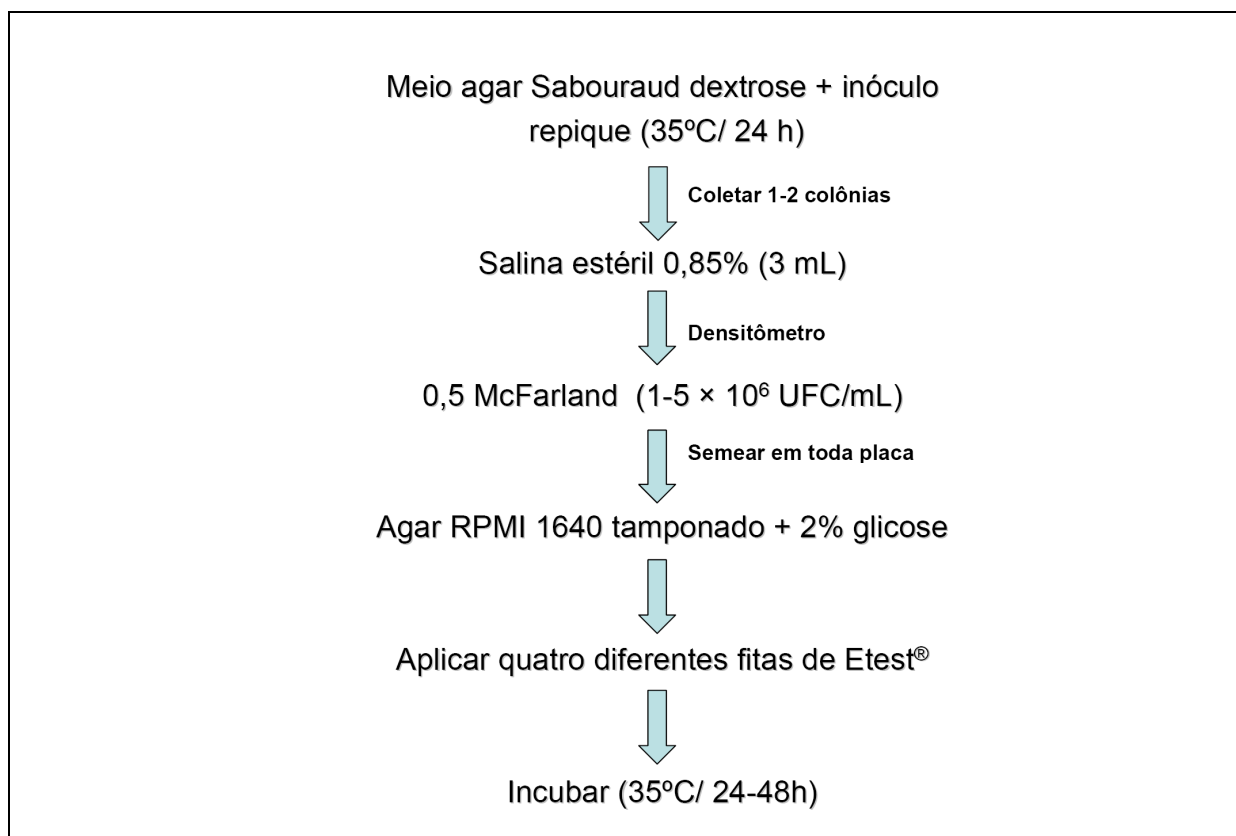 Meio agar Sabouraud dextrose + inóculo
repique (35ºC/ 24 h)
Coletar 1-2 colônias
Salina estéril 0,85% (3 mL)
Densitômetro
0,5 McFarland (1-5 × 10⁶ UFC/mL)
Semear em toda placa
Agar RPMI 1640 tamponado + 2% glicose
Aplicar quatro diferentes fitas de Etest®
Incubar (35ºC/ 24-48h)